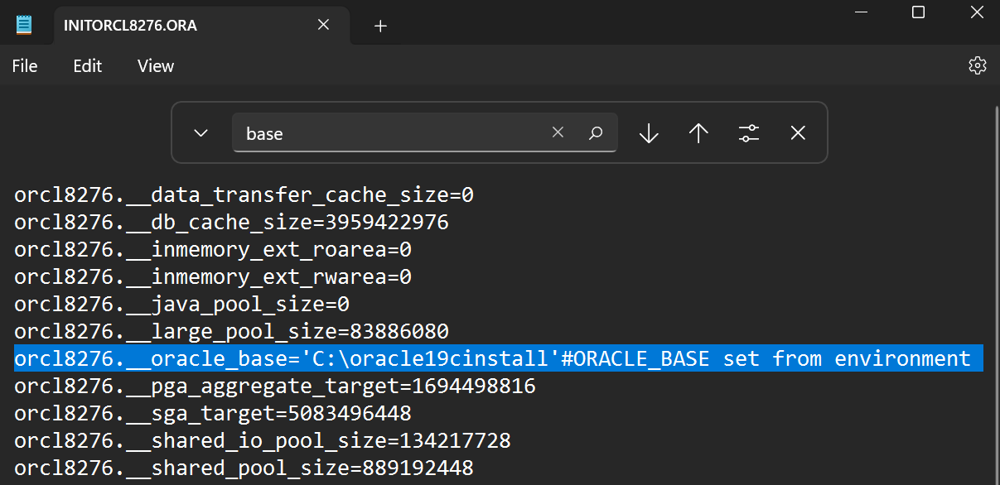 INITORCL8276.ORA
File Edit View
base
orcl8276.__data_transfer_cache_size=0
orcl8276.__db_cache_size=3959422976
orcl8276.__inmemory_ext_roarea=0
orcl8276.__inmemory_ext_rwarea=0
orcl8276.__java_pool_size=0
orcl8276.__large_pool_size=83886080
orcl8276.__oracle_base='C:\oracle19cinstall'#ORACLE_BASE set from environment
orcl8276.__pga_aggregate_target=1694498816
orcl8276.__sga_target=5083496448
orcl8276.__shared_io_pool_size=134217728
orcl8276.__shared_pool_size=889192448